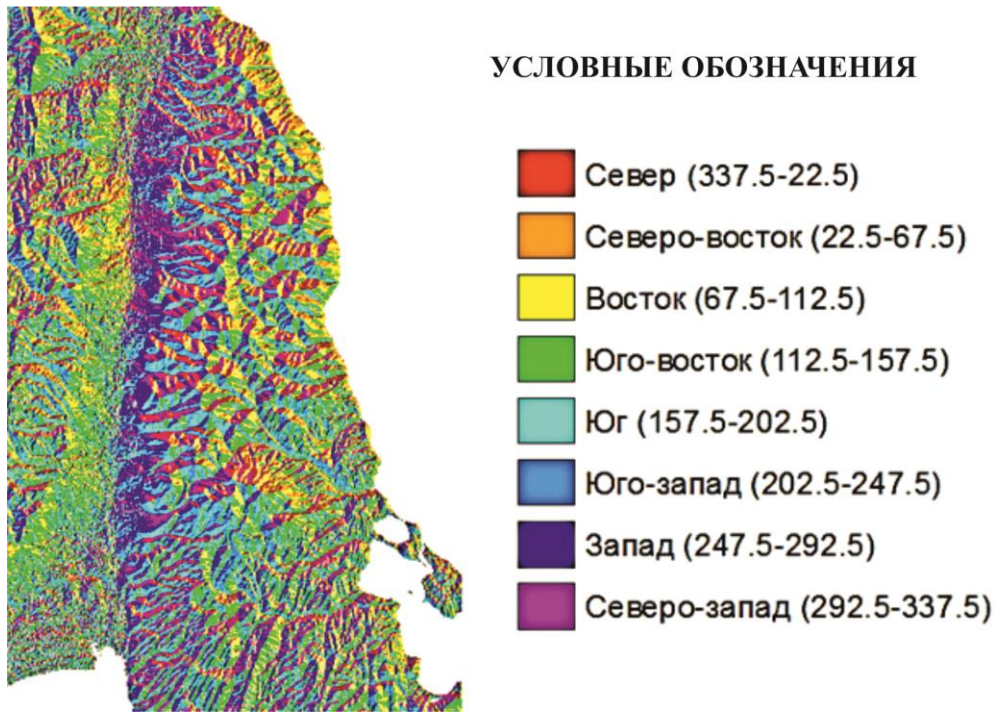 УСЛОВНЫЕ ОБОЗНАЧЕНИЯ
Север (337.5-22.5)
Северо-восток (22.5-67.5)
Восток (67.5-112.5)
Юго-восток (112.5-157.5)
Юг (157.5-202.5)
Юго-запад (202.5-247.5)
Запад (247.5-292.5)
Северо-запад (292.5-337.5)